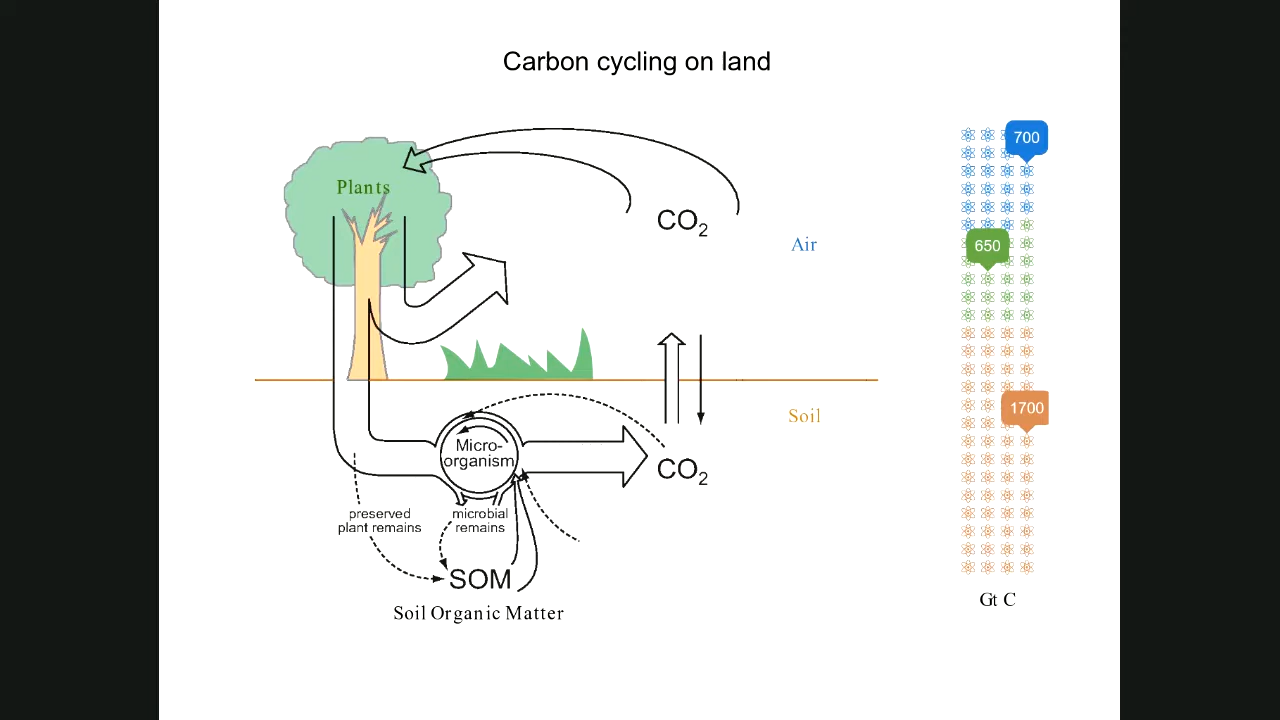 Carbon cycling on land
700
Plants
CO₂
Air
650
Soil
1700
Micro-
organism
CO₂
preserved
plant remains
microbial
remains
SOM
Soil Organic Matter
Gt C